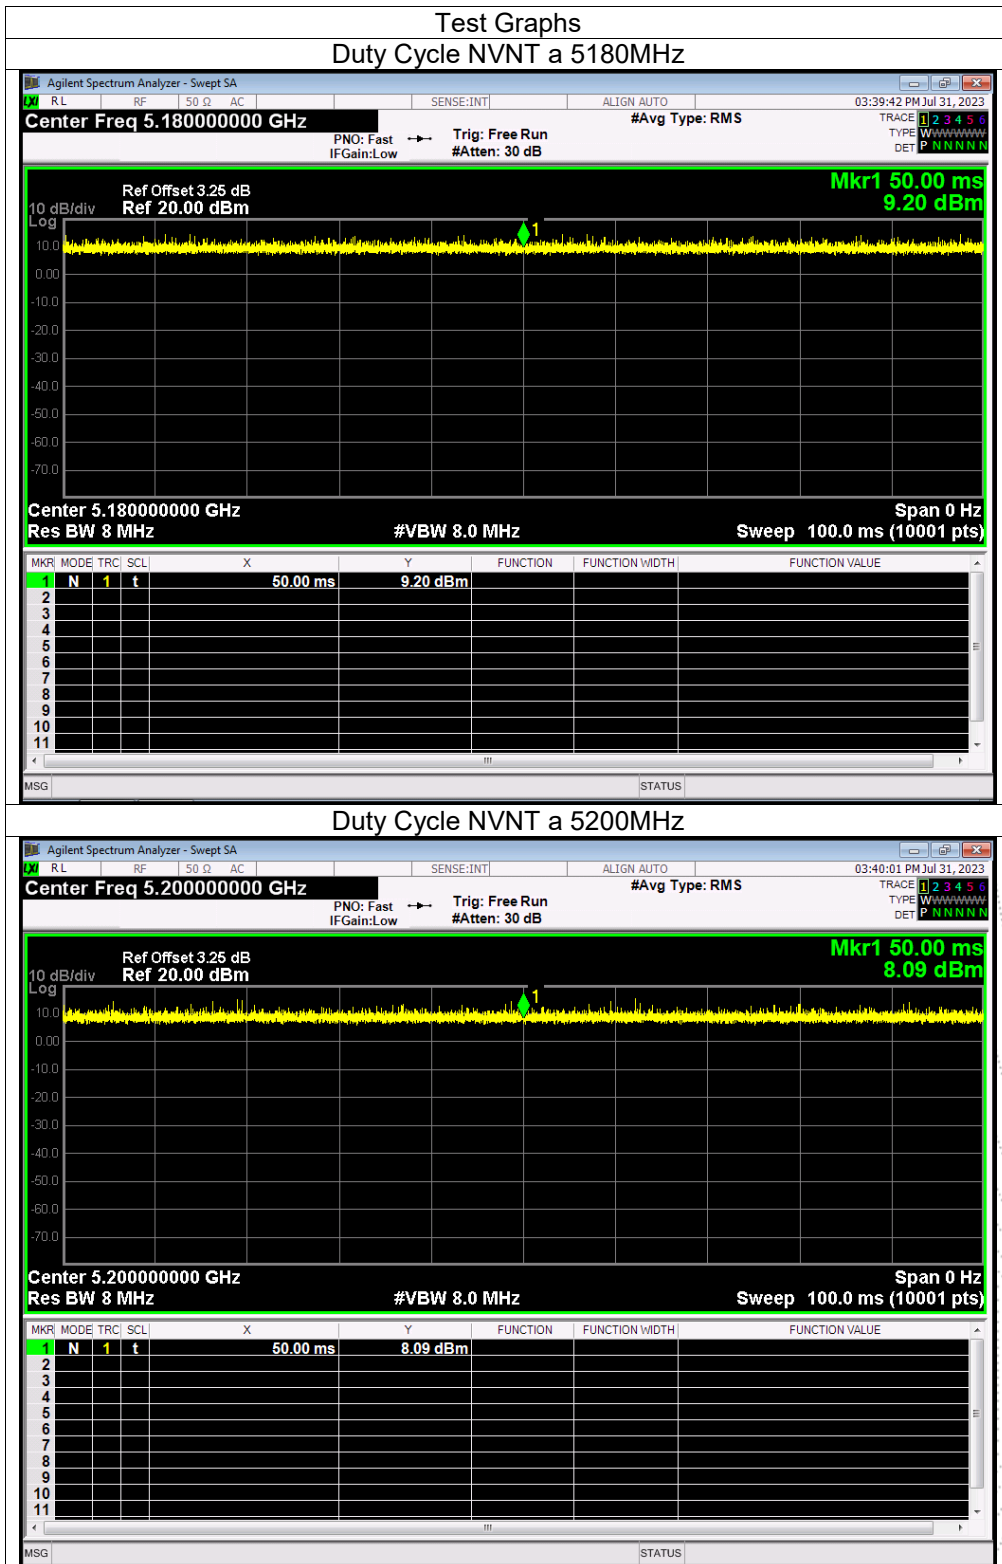 Test Graphs
Duty Cycle NVNT a 5180MHz
Agilent Spectrum Analyzer - Swept SA
LXI RL RF 50 Ω AC SENSE:INT ALIGN AUTO 03:39:42 PM Jul 31, 2023
Center Freq 5.180000000 GHz #Avg Type: RMS TRACE 1 2 3 4 5 6
PNO: Fast Trig: Free Run TYPE WWWWWW
IFGain:Low #Atten: 30 dB DET P N N N N N
Mkr1 50.00 ms
9.20 dBm
Ref Offset 3.25 dB
10 dB/div Ref 20.00 dBm
Log
1
10.0
0.00
-10.0
-20.0
-30.0
-40.0
-50.0
-60.0
-70.0
Center 5.180000000 GHz Span 0 Hz
Res BW 8 MHz #VBW 8.0 MHz Sweep 100.0 ms (10001 pts)
MKR MODE TRC SCL X Y FUNCTION FUNCTION WIDTH FUNCTION VALUE
1 N 1 t 50.00 ms 9.20 dBm
2
3
4
5
6
7
8
9
10
11
MSG STATUS
Duty Cycle NVNT a 5200MHz
Agilent Spectrum Analyzer - Swept SA
LXI RL RF 50 Ω AC SENSE:INT ALIGN AUTO 03:40:01 PM Jul 31, 2023
Center Freq 5.200000000 GHz #Avg Type: RMS TRACE 1 2 3 4 5 6
PNO: Fast Trig: Free Run TYPE WWWWWW
IFGain:Low #Atten: 30 dB DET P N N N N N
Mkr1 50.00 ms
8.09 dBm
Ref Offset 3.25 dB
10 dB/div Ref 20.00 dBm
Log
1
10.0
0.00
-10.0
-20.0
-30.0
-40.0
-50.0
-60.0
-70.0
Center 5.200000000 GHz Span 0 Hz
Res BW 8 MHz #VBW 8.0 MHz Sweep 100.0 ms (10001 pts)
MKR MODE TRC SCL X Y FUNCTION FUNCTION WIDTH FUNCTION VALUE
1 N 1 t 50.00 ms 8.09 dBm
2
3
4
5
6
7
8
9
10
11
MSG STATUS